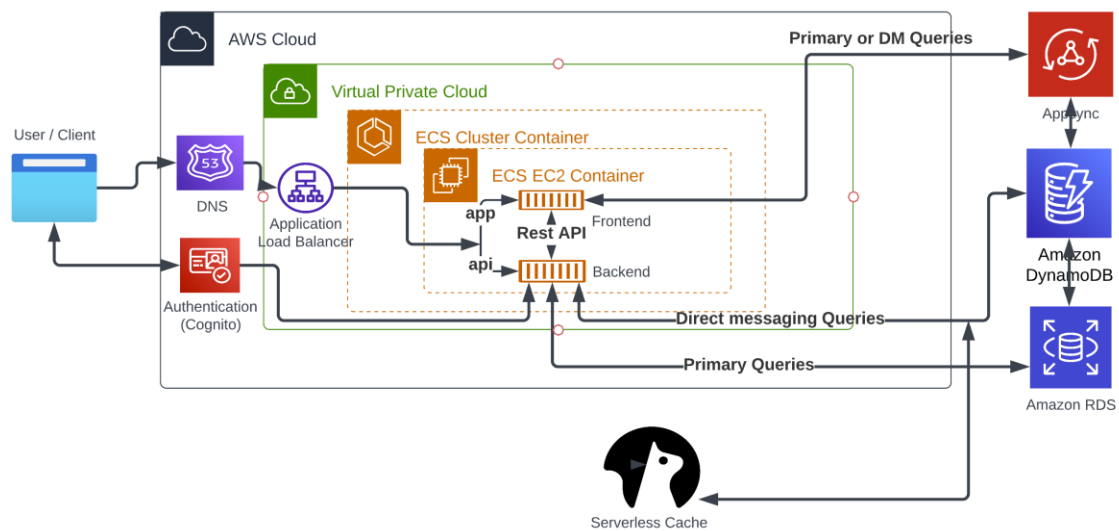 AWS Cloud
Primary or DM Queries
Virtual Private Cloud
Appsync
User / Client
ECS Cluster Container
53
ECS EC2 Container
DNS
app
Frontend
Application
Load Balancer
Rest API
api
Backend
Amazon
DynamoDB
Authentication
(Cognito)
Direct messaging Queries
Primary Queries
Amazon RDS
Serverless Cache